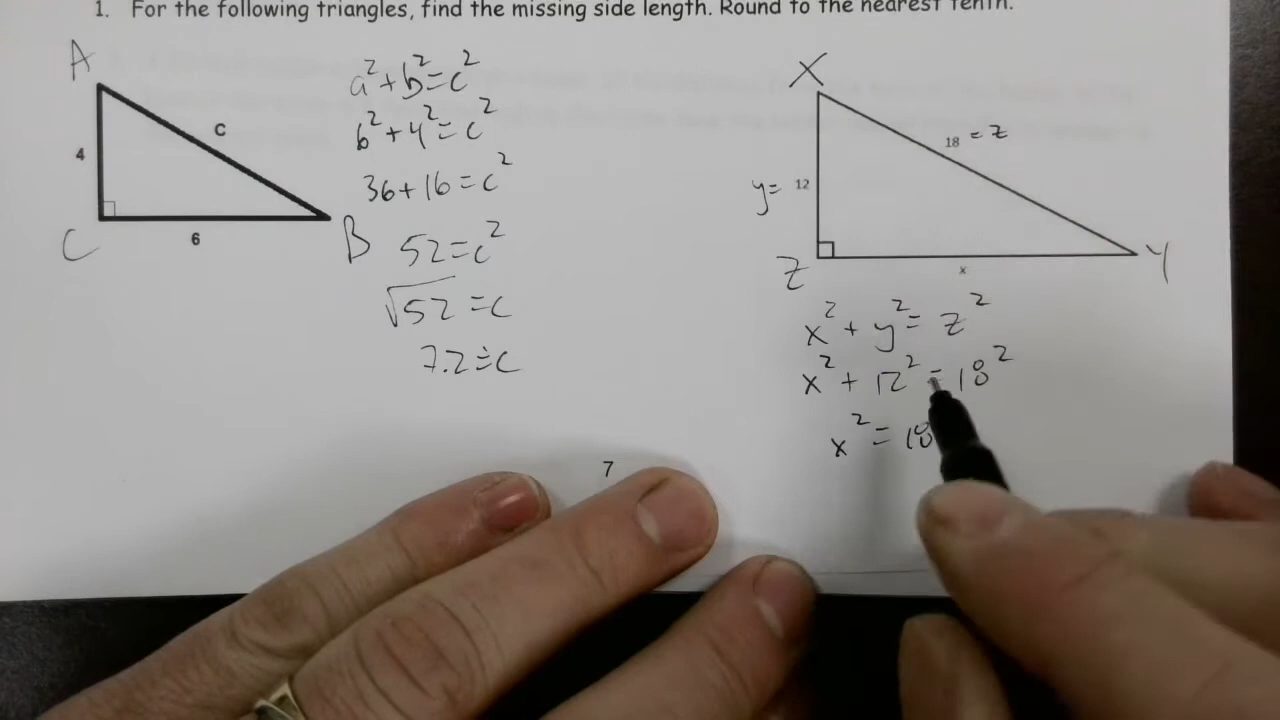 1. For the following triangles, find the missing side length. Round to the nearest tenth.
A
4
c
C
6
B
a²+b²=c²
6²+4²=c²
36+16=c²
52=c²
√52=c
7.2≐c
X
y= 12
18 = z
Z
x
Y
x²+y²=z²
x²+12²=18²
x²=18
7